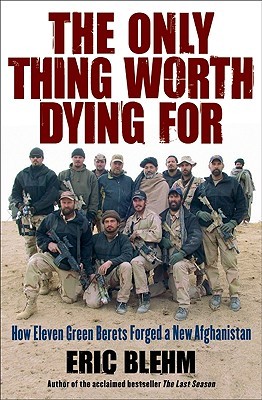 THE ONLY
THING WORTH
DYING FOR
How Eleven Green Berets Forged a New Afghanistan
ERIC BLEHM
Author of the acclaimed bestseller The Last Season